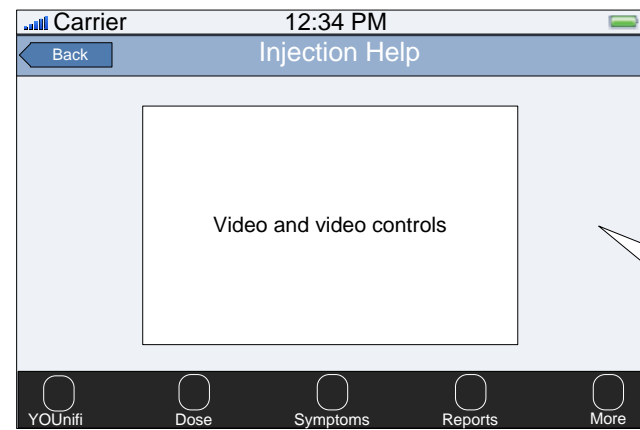 Carrier 12:34 PM
Back Injection Help
Video and video controls
YOUnifi Dose Symptoms Reports More